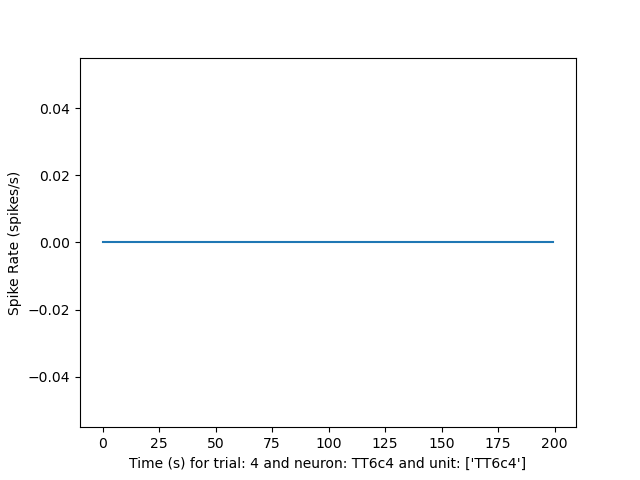 0.04
0.02
0.00
−0.02
−0.04
Spike Rate (spikes/s)
0 25 50 75 100 125 150 175 200
Time (s) for trial: 4 and neuron: TT6c4 and unit: ['TT6c4']